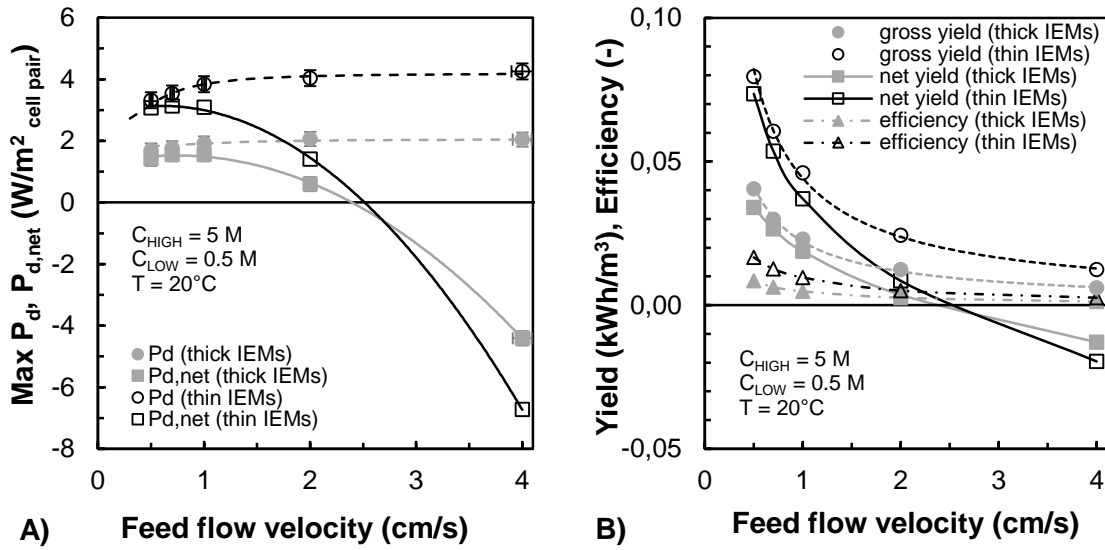 Max P_d, P_d,net (W/m² cell pair)
6
4
2
0
-2
-4
-6
-8
C_HIGH = 5 M
C_LOW = 0.5 M
T = 20°C
Pd (thick IEMs)
Pd,net (thick IEMs)
Pd (thin IEMs)
Pd,net (thin IEMs)
0 1 2 3 4
A) Feed flow velocity (cm/s)
Yield (kWh/m³), Efficiency (-)
0,10
0,05
0,00
-0,05
gross yield (thick IEMs)
gross yield (thin IEMs)
net yield (thick IEMs)
net yield (thin IEMs)
efficiency (thick IEMs)
efficiency (thin IEMs)
C_HIGH = 5 M
C_LOW = 0.5 M
T = 20°C
0 1 2 3 4
B) Feed flow velocity (cm/s)